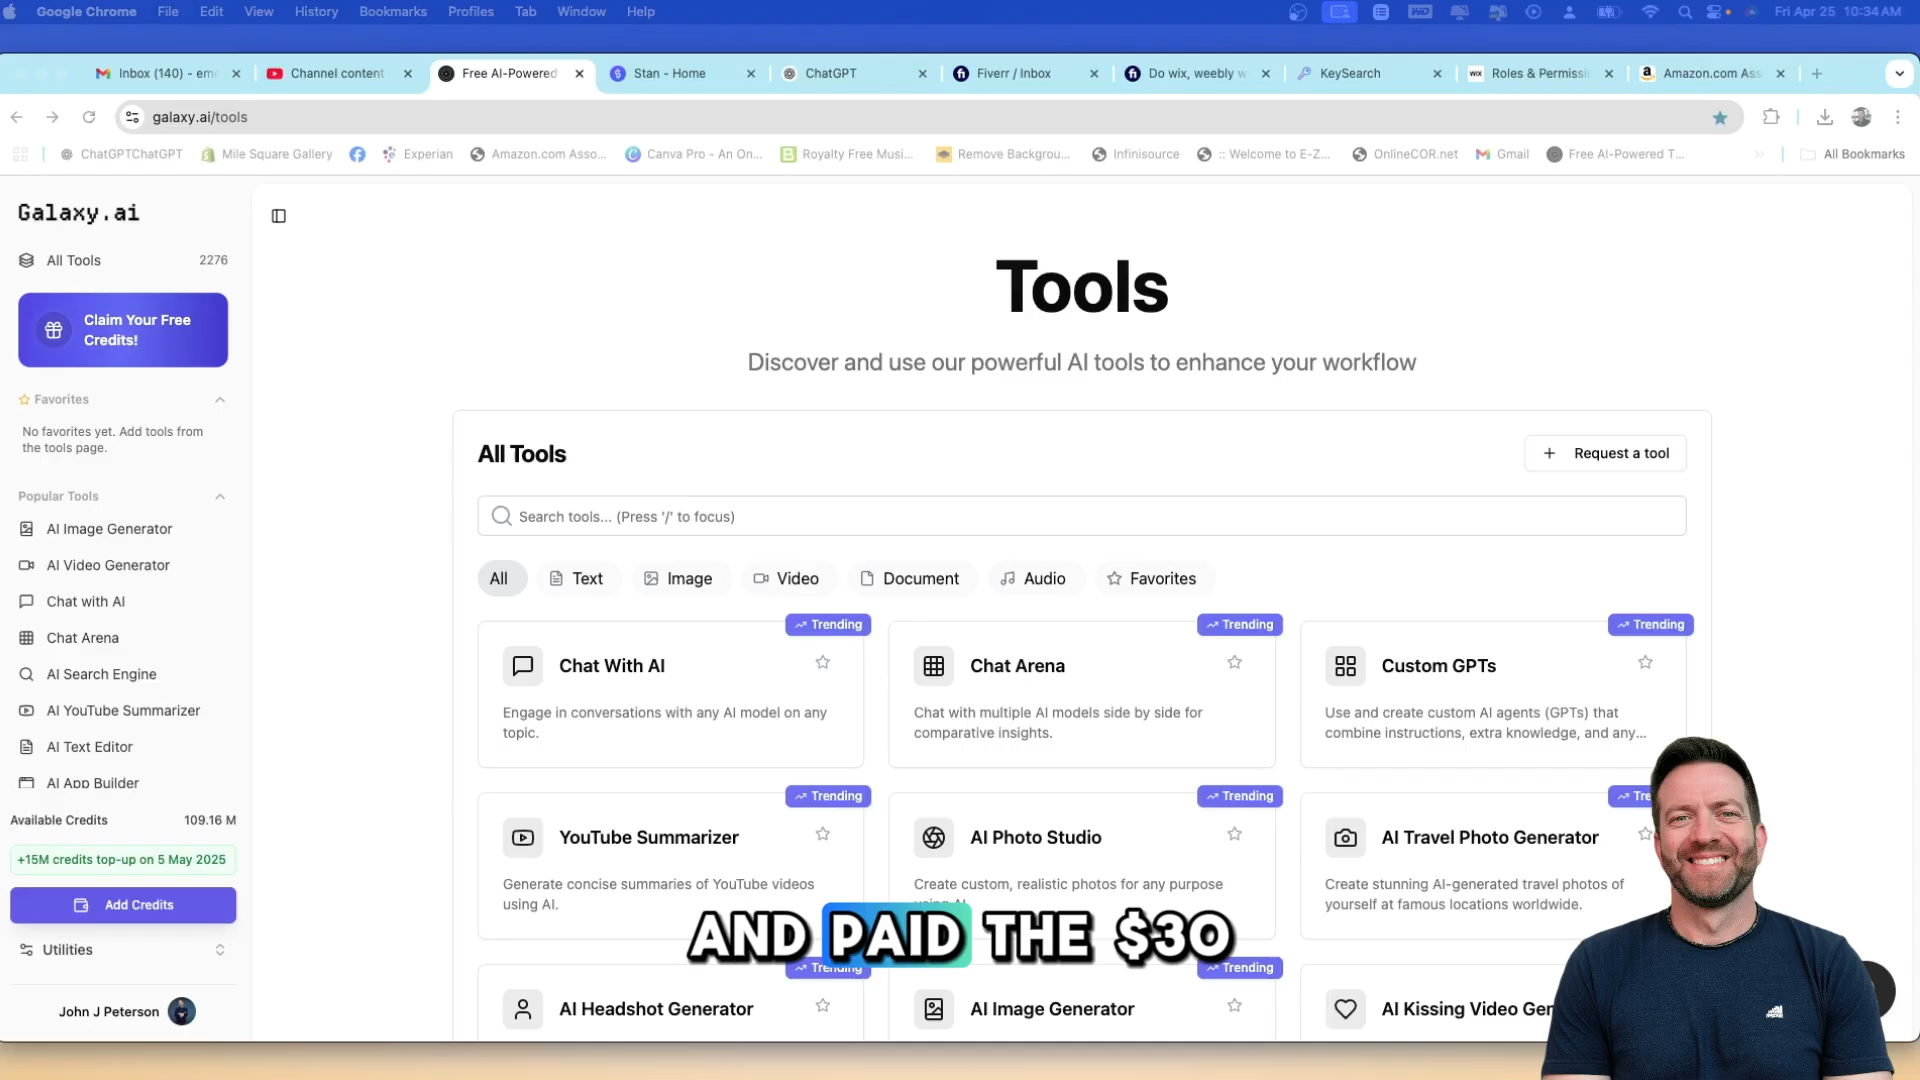 Google Chrome File Edit View History Bookmarks Profiles Tab Window Help Fri Apr 25 10:34 AM
Inbox (140) - emc Channel content Free AI-Powered Stan - Home ChatGPT Fiverr / Inbox Do wix, weebly w KeySearch Roles & Permissi Amazon.com Ass
galaxy.ai/tools
ChatGPTChatGPT Mile Square Gallery Experian Amazon.com Asso... Canva Pro - An On... Royalty Free Musi... Remove Backgrou... Infinisource :: Welcome to E-Z... OnlineCOR.net Gmail Free AI-Powered T... All Bookmarks
Galaxy.ai
All Tools 2276
Claim Your Free
Credits!
Favorites
No favorites yet. Add tools from
the tools page.
Popular Tools
AI Image Generator
AI Video Generator
Chat with AI
Chat Arena
AI Search Engine
AI YouTube Summarizer
AI Text Editor
AI App Builder
Available Credits 109.16 M
+15M credits top-up on 5 May 2025
Add Credits
Utilities
John J Peterson
Tools
Discover and use our powerful AI tools to enhance your workflow
All Tools
Request a tool
Search tools... (Press '/' to focus)
All Text Image Video Document Audio Favorites
Trending Trending Trending
Chat With AI Chat Arena Custom GPTs
Engage in conversations with any AI model on any
topic.
Chat with multiple AI models side by side for
comparative insights.
Use and create custom AI agents (GPTs) that
combine instructions, extra knowledge, and any...
Trending Trending Tre
YouTube Summarizer AI Photo Studio AI Travel Photo Generator
Generate concise summaries of YouTube videos
using AI.
Create custom, realistic photos for any purpose
using AI.
Create stunning AI-generated travel photos of
yourself at famous locations worldwide.
AND PAID THE $30
Trending Trending
AI Headshot Generator AI Image Generator AI Kissing Video Gen